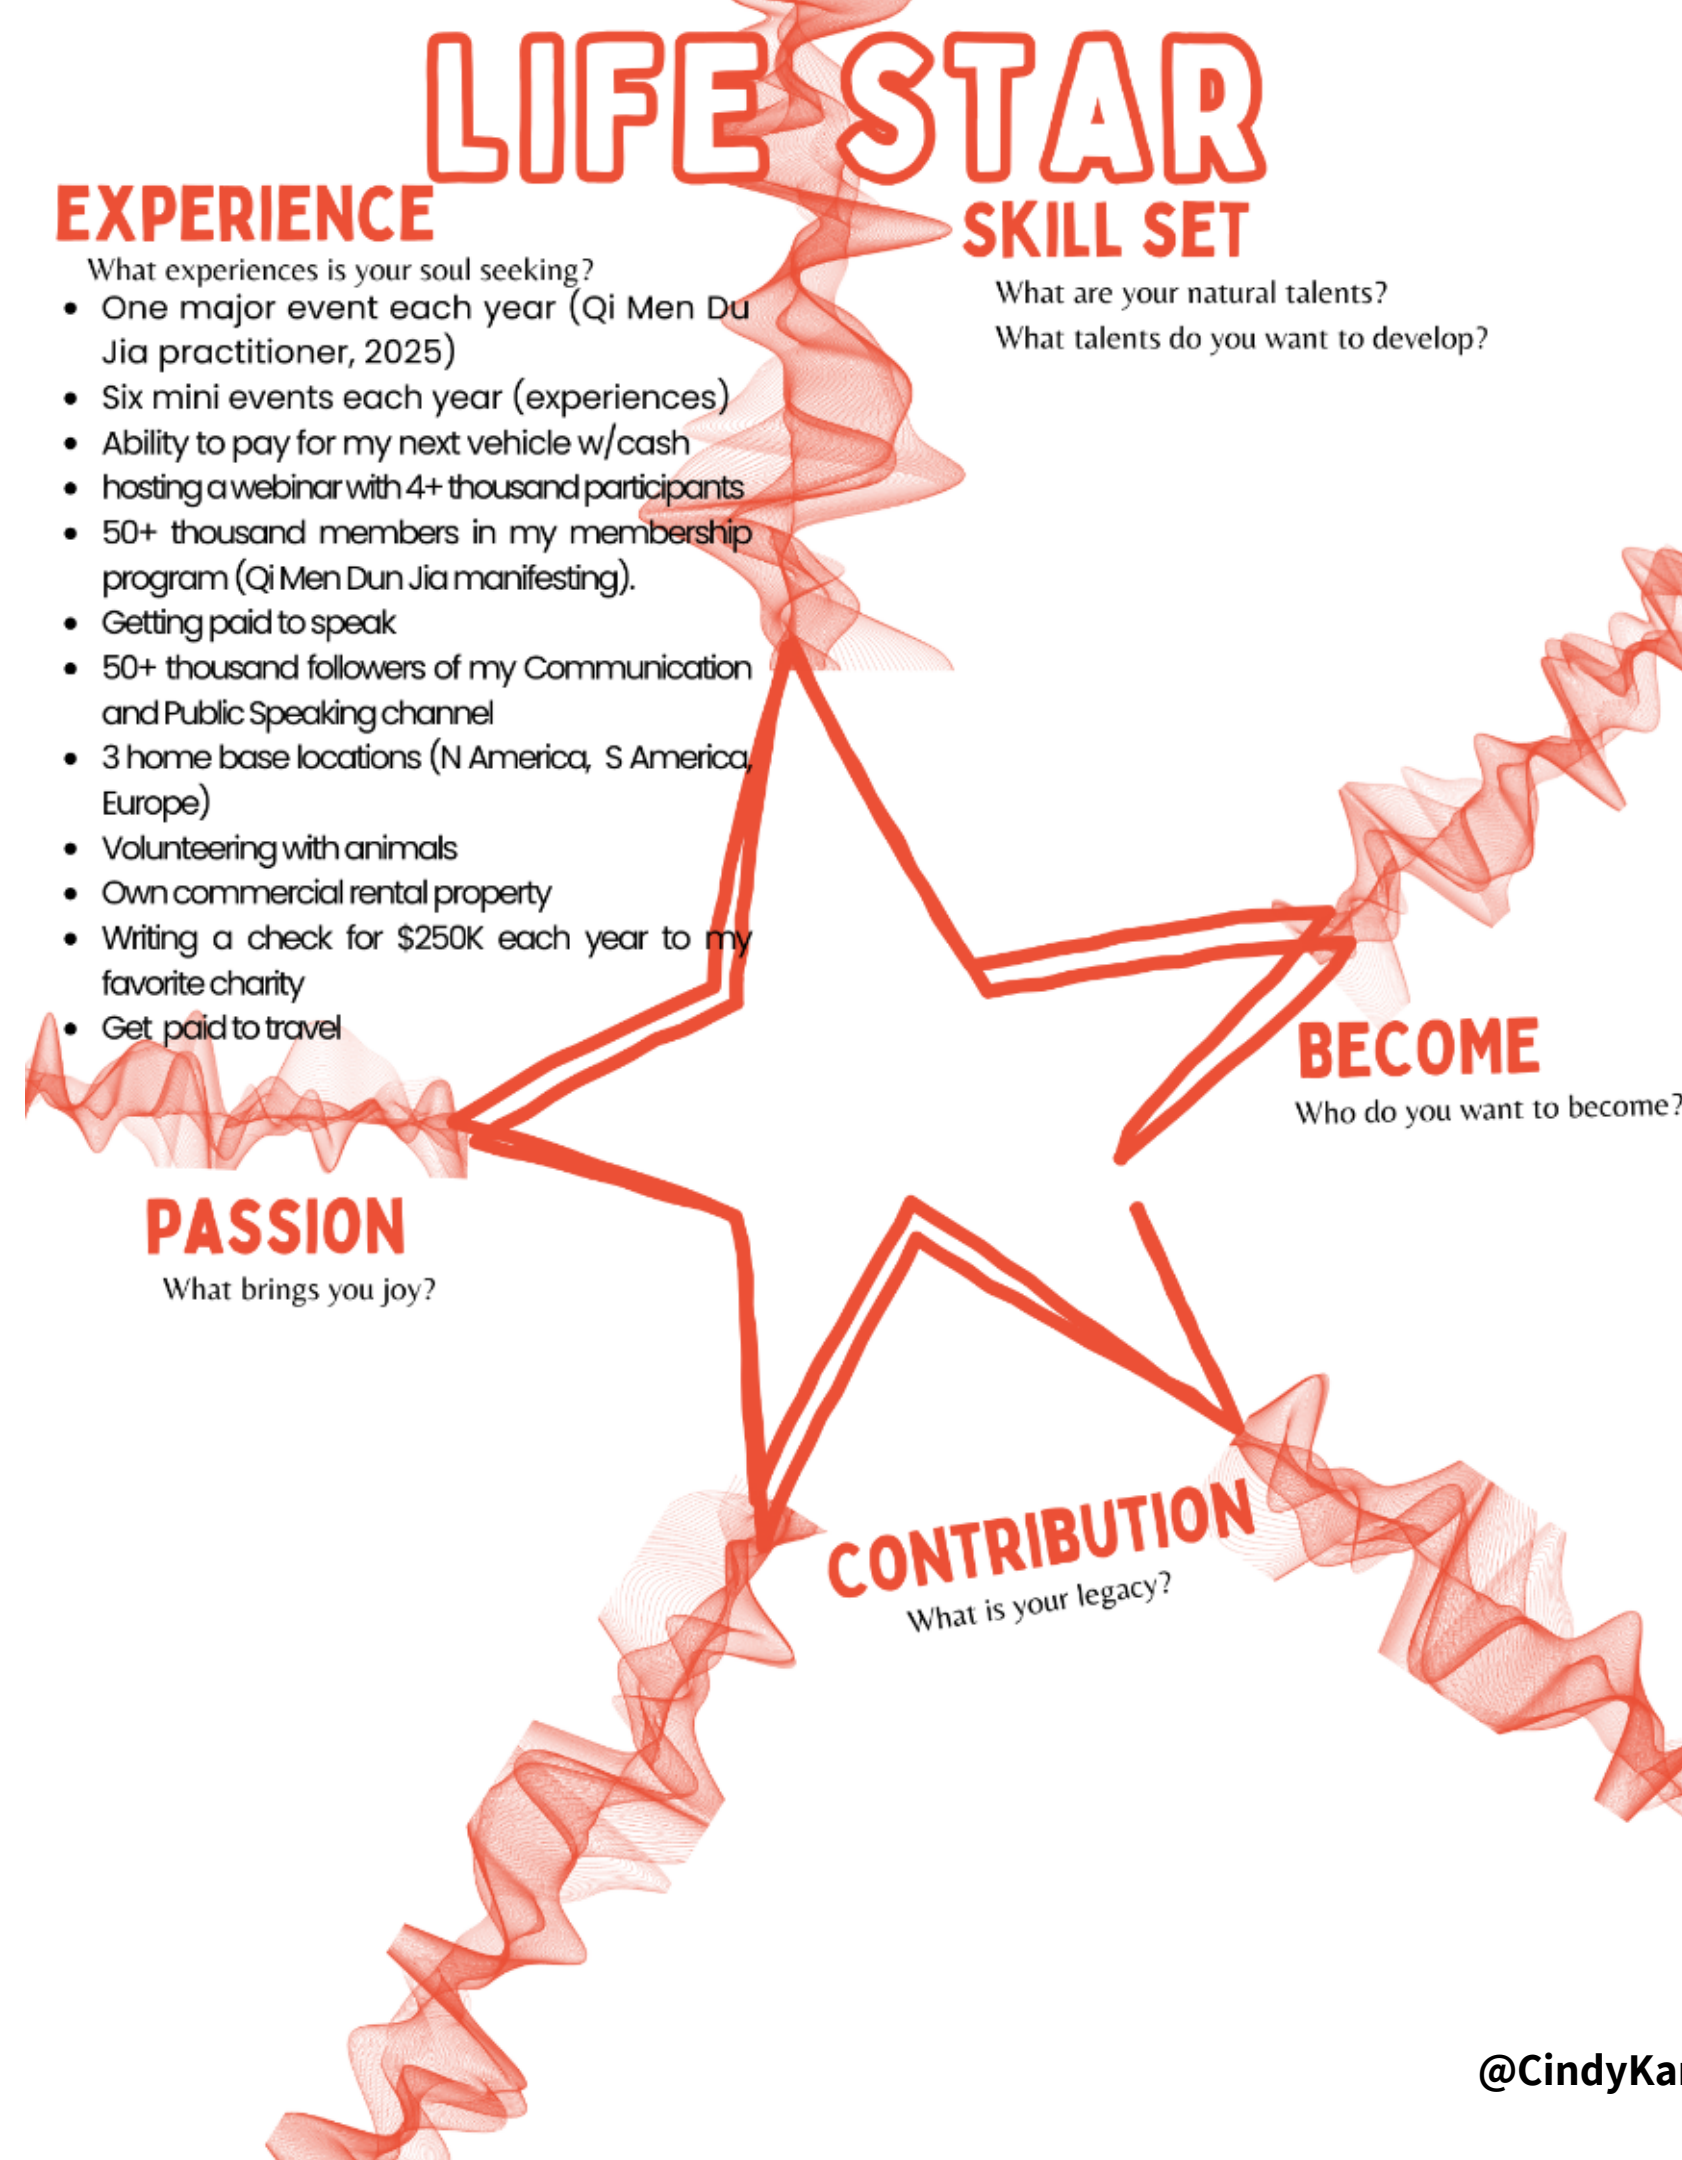 LIFE STAR
EXPERIENCE
What experiences is your soul seeking?
• One major event each year (Qi Men Du
Jia practitioner, 2025)
• Six mini events each year (experiences)
• Ability to pay for my next vehicle w/cash
• hosting a webinar with 4+ thousand participants
• 50+ thousand members in my membership
program (Qi Men Dun Jia manifesting).
• Getting paid to speak
• 50+ thousand followers of my Communication
and Public Speaking channel
• 3 home base locations (N America, S America,
Europe)
• Volunteering with animals
• Own commercial rental property
• Writing a check for $250K each year to my
favorite charity
• Get paid to travel
SKILL SET
What are your natural talents?
What talents do you want to develop?
BECOME
Who do you want to become?
PASSION
What brings you joy?
CONTRIBUTION
What is your legacy?